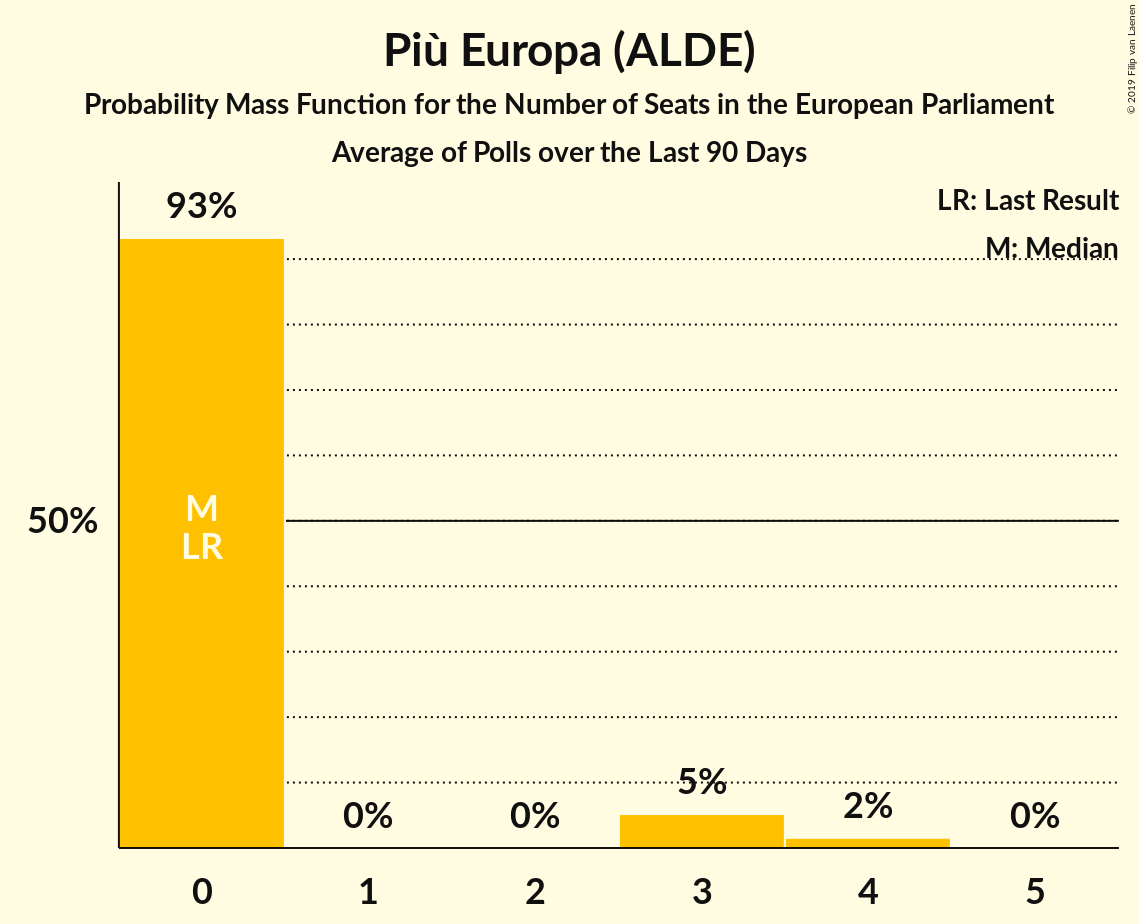 Più Europa (ALDE)
Probability Mass Function for the Number of Seats in the European Parliament
Average of Polls over the Last 90 Days
© 2019 Filip van Laenen
LR: Last Result
M: Median
93%
50%
M
LR
0%
0%
5%
2%
0%
0
1
2
3
4
5